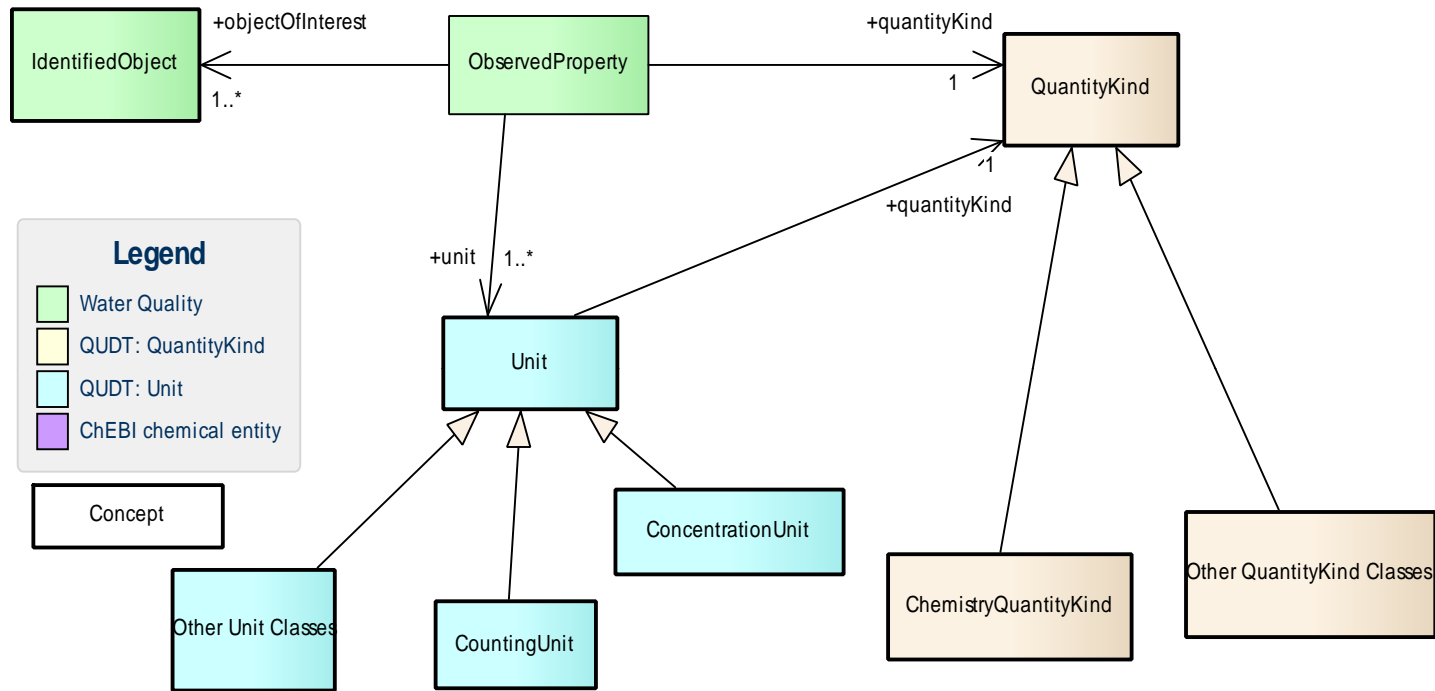 +objectOfInterest
+quantityKind
IdentifiedObject
ObservedProperty
QuantityKind
1..*
1
1
+quantityKind
+unit
1..*
Legend
Water Quality
QUDT: QuantityKind
QUDT: Unit
ChEBI chemical entity
Unit
Concept
ConcentrationUnit
Other QuantityKind Classes
ChemistryQuantityKind
Other Unit Classes
CountingUnit